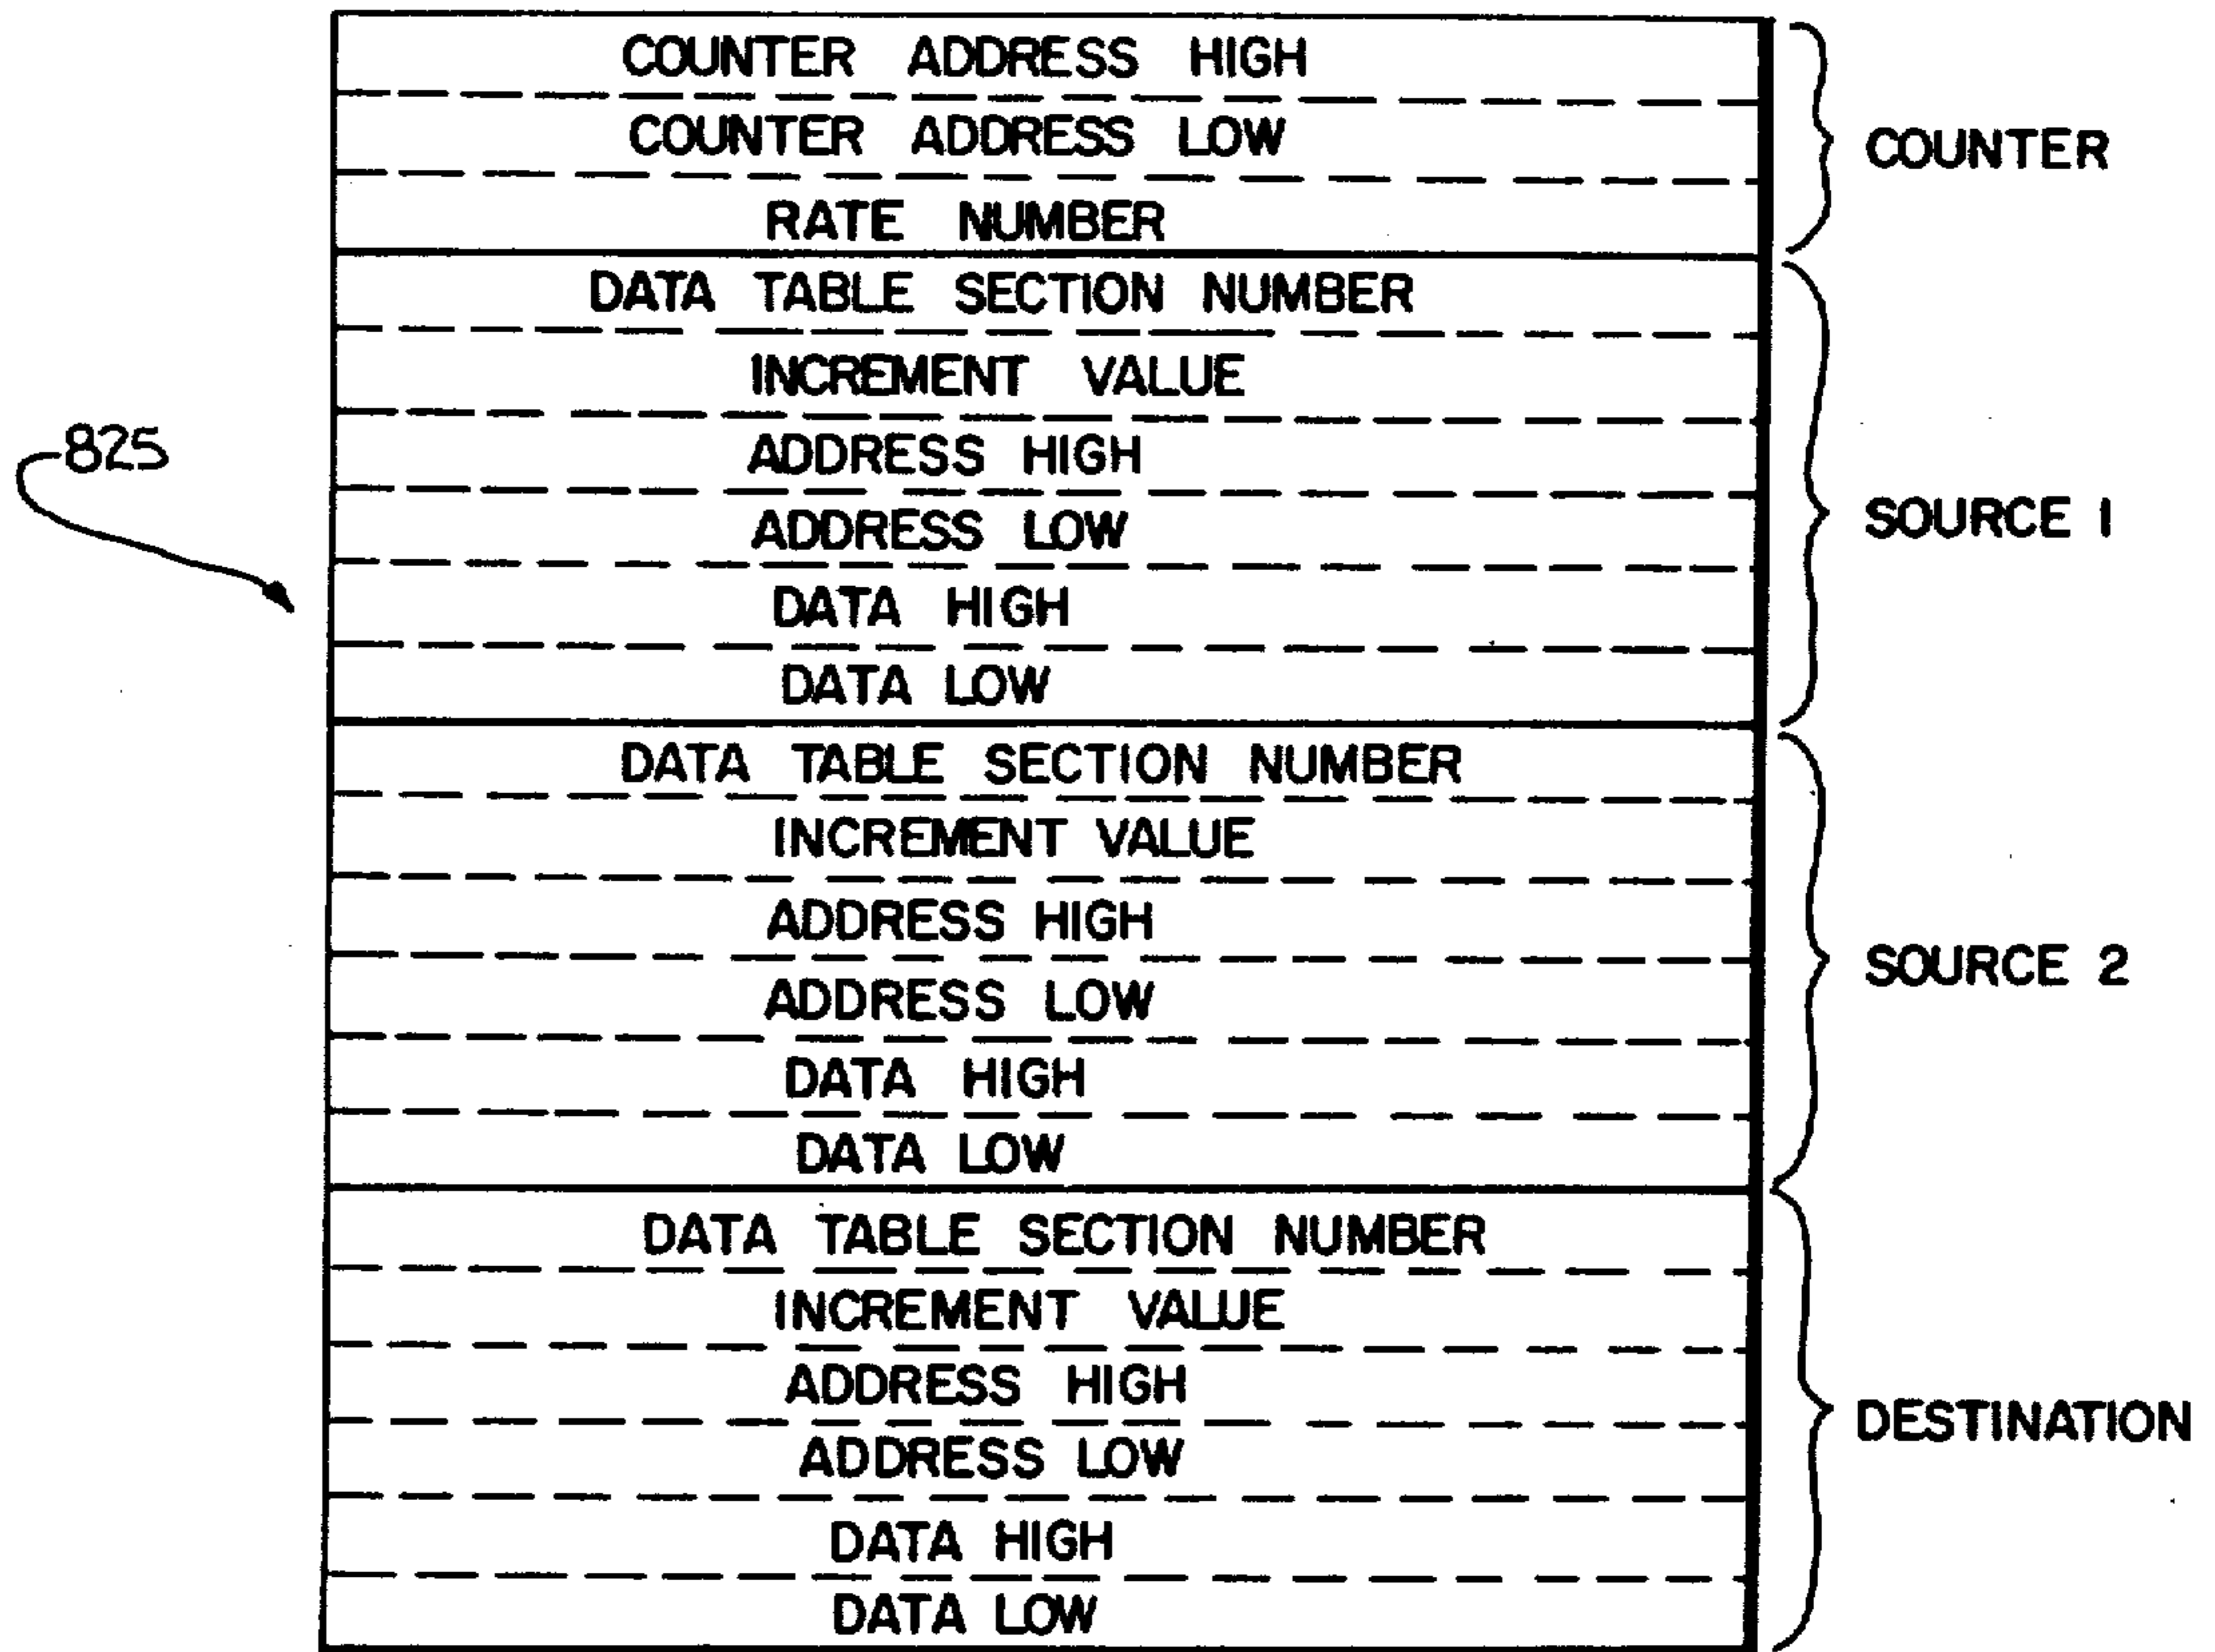 COUNTER ADDRESS HIGH
COUNTER ADDRESS LOW
RATE NUMBER
COUNTER
DATA TABLE SECTION NUMBER
INCREMENT VALUE
ADDRESS HIGH
ADDRESS LOW
DATA HIGH
DATA LOW
SOURCE 1
825
DATA TABLE SECTION NUMBER
INCREMENT VALUE
ADDRESS HIGH
ADDRESS LOW
DATA HIGH
DATA LOW
SOURCE 2
DATA TABLE SECTION NUMBER
INCREMENT VALUE
ADDRESS HIGH
ADDRESS LOW
DATA HIGH
DATA LOW
DESTINATION